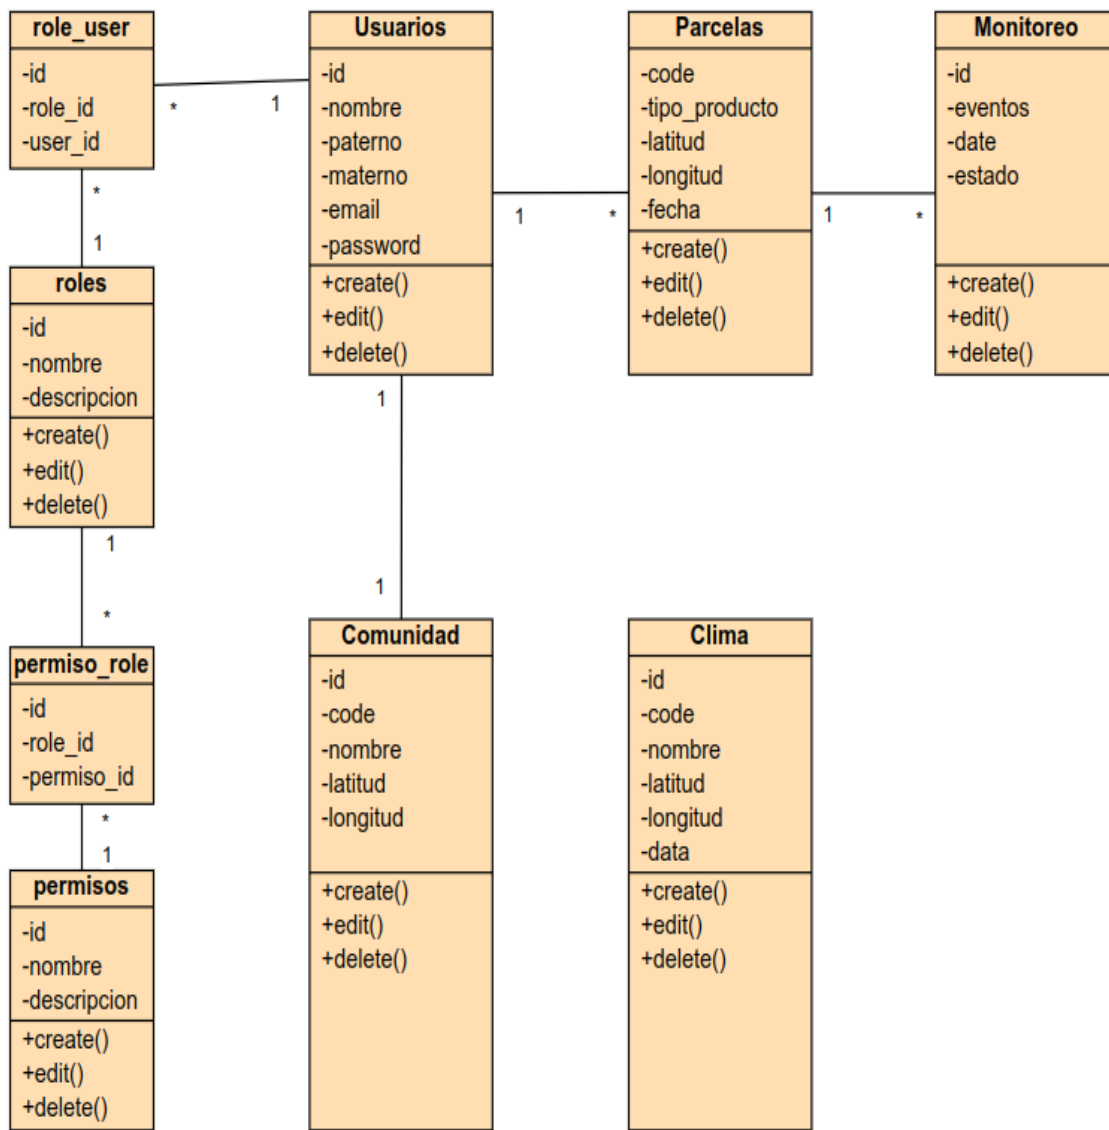 role_user
-id
-role_id
-user_id
*
1
Usuarios
-id
-nombre
-paterno
-materno
-email
-password
+create()
+edit()
+delete()
1
*
Parcelas
-code
-tipo_producto
-latitud
-longitud
-fecha
+create()
+edit()
+delete()
1
*
Monitoreo
-id
-eventos
-date
-estado
+create()
+edit()
+delete()
*
1
roles
-id
-nombre
-descripcion
+create()
+edit()
+delete()
1
*
permiso_role
-id
-role_id
-permiso_id
*
1
permisos
-id
-nombre
-descripcion
+create()
+edit()
+delete()
1
1
Comunidad
-id
-code
-nombre
-latitud
-longitud
+create()
+edit()
+delete()
Clima
-id
-code
-nombre
-latitud
-longitud
-data
+create()
+edit()
+delete()